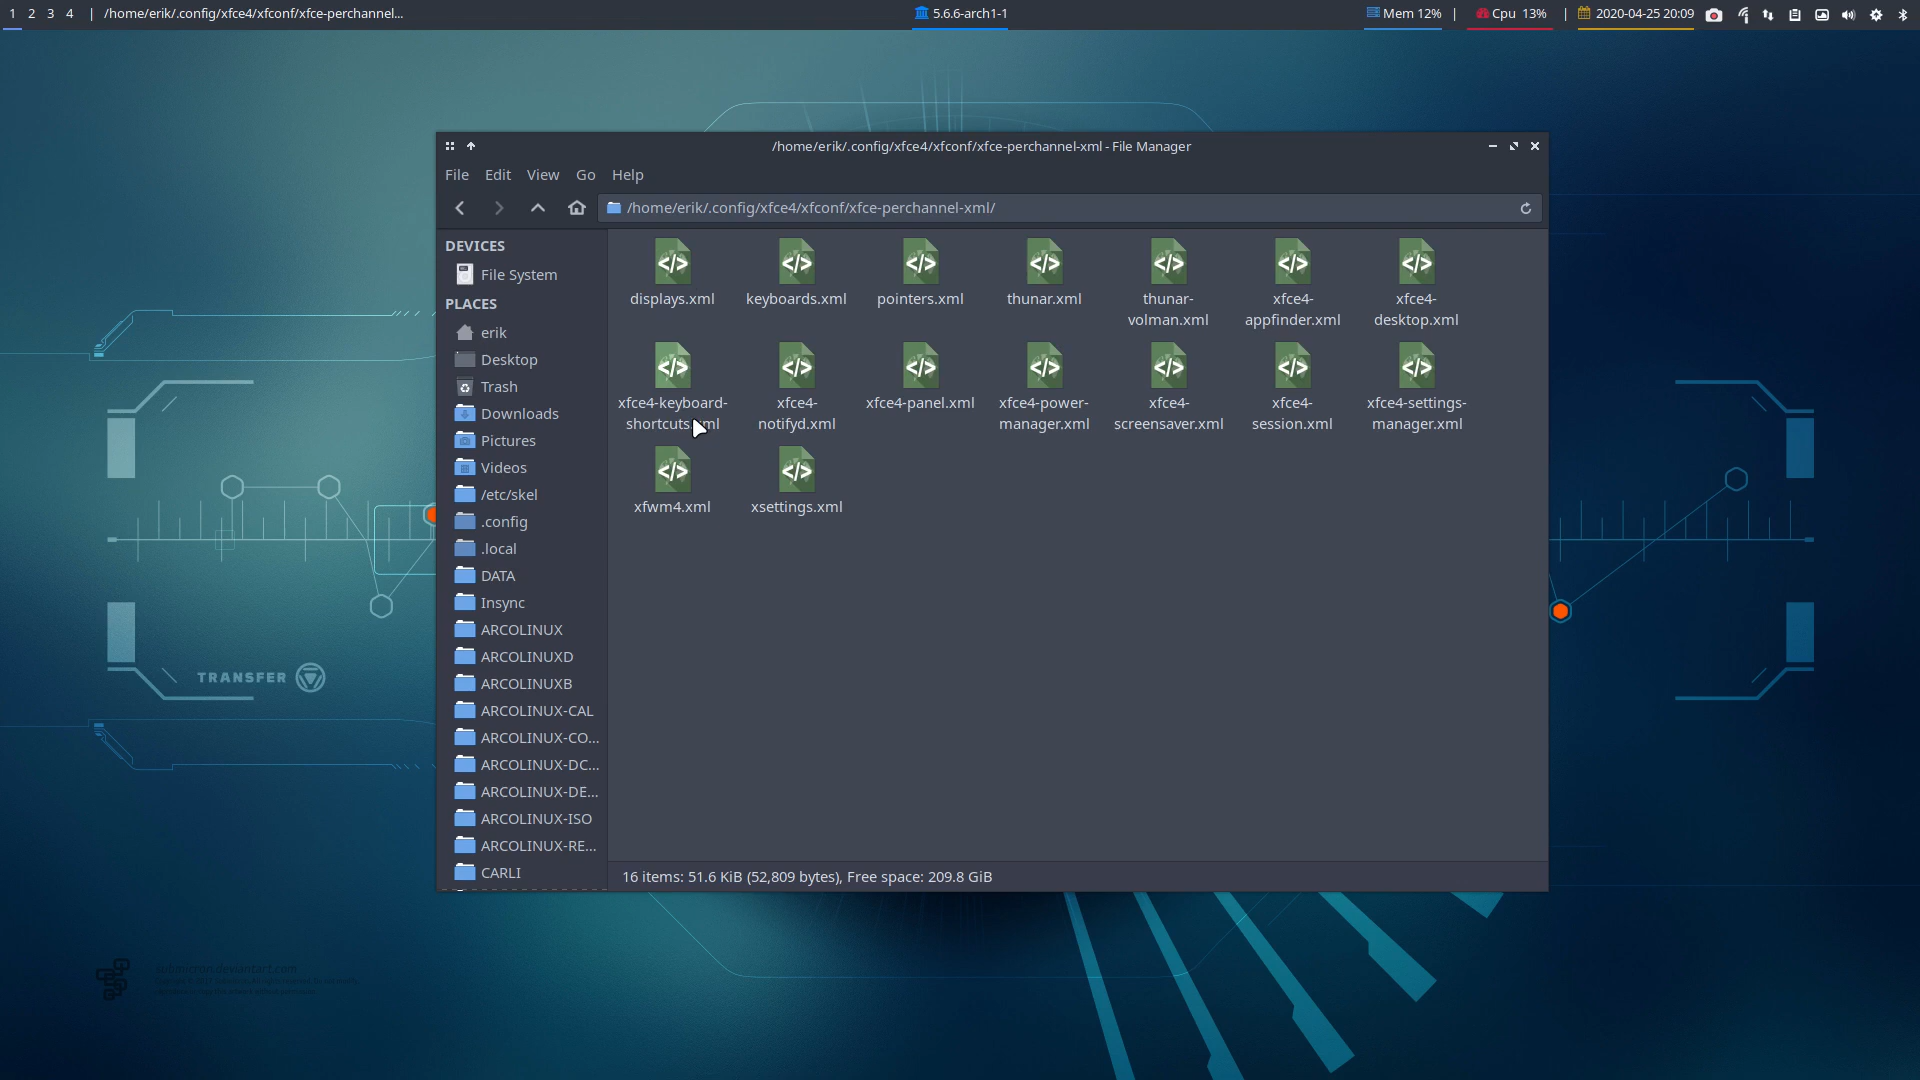 1 2 3 4 | /home/erik/.config/xfce4/xfconf/xfce-perchannel...
5.6.6-arch1-1
Mem 12% | Cpu 13% | 2020-04-25 20:09
/home/erik/.config/xfce4/xfconf/xfce-perchannel-xml - File Manager
File Edit View Go Help
/home/erik/.config/xfce4/xfconf/xfce-perchannel-xml/
DEVICES
File System
PLACES
erik
Desktop
Trash
Downloads
Pictures
Videos
/etc/skel
.config
.local
DATA
Insync
ARCOLINUX
ARCOLINUXD
ARCOLINUXB
ARCOLINUX-CAL
ARCOLINUX-CO...
ARCOLINUX-DC...
ARCOLINUX-DE...
ARCOLINUX-ISO
ARCOLINUX-RE...
CARLI
displays.xml
keyboards.xml
pointers.xml
thunar.xml
thunar-
volman.xml
xfce4-
appfinder.xml
xfce4-
desktop.xml
xfce4-keyboard-
shortcuts.xml
xfce4-
notifyd.xml
xfce4-panel.xml
xfce4-power-
manager.xml
xfce4-
screensaver.xml
xfce4-
session.xml
xfce4-settings-
manager.xml
xfwm4.xml
xsettings.xml
16 items: 51.6 KiB (52,809 bytes), Free space: 209.8 GiB
TRANSFER